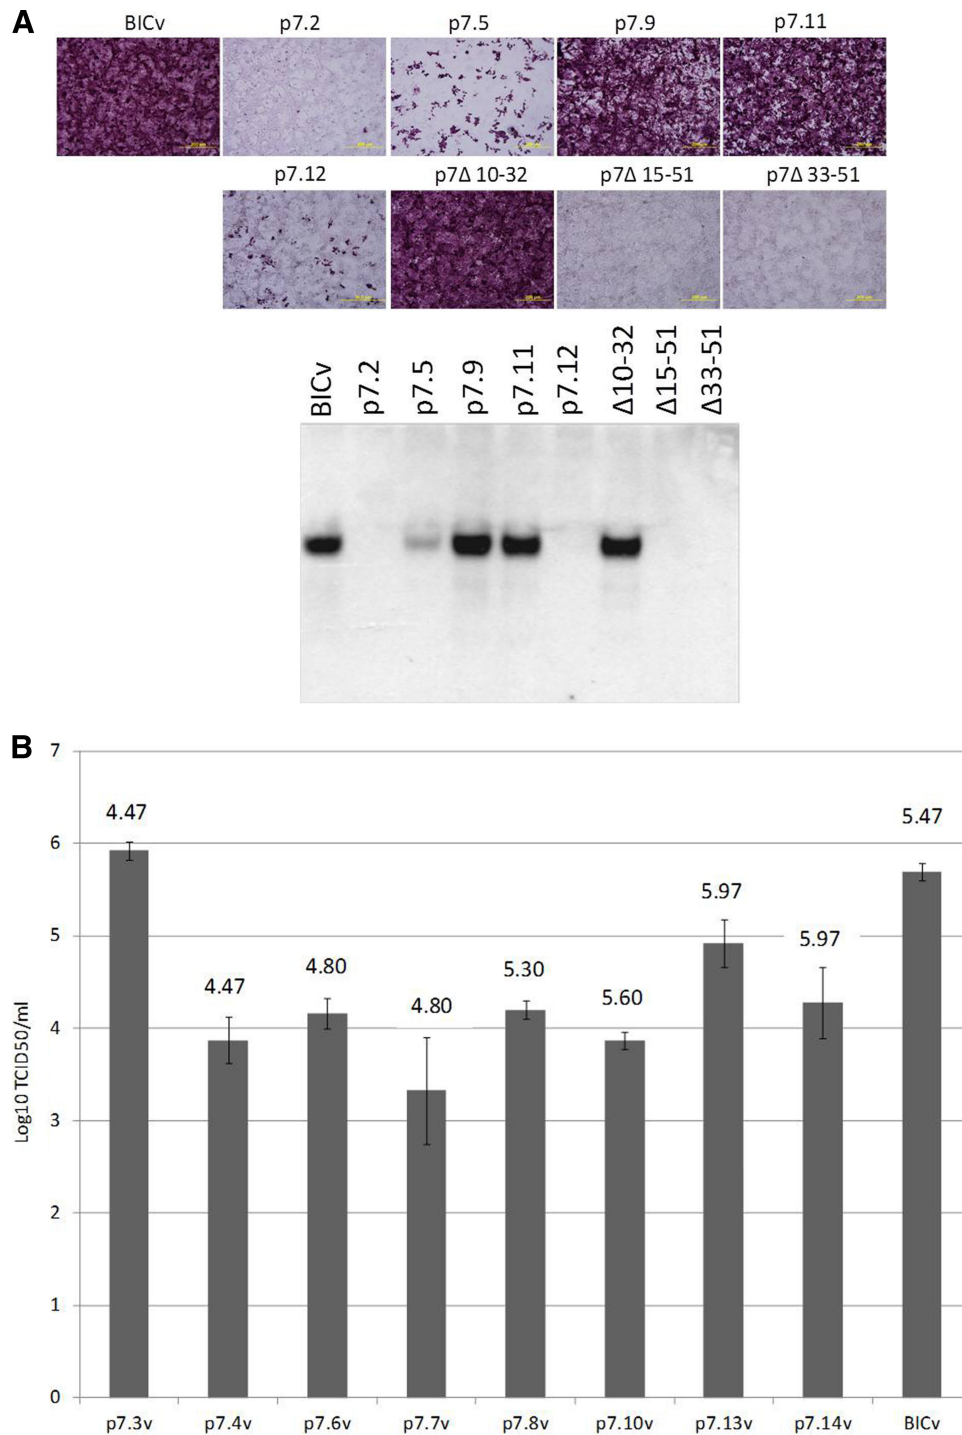 A
BICv p7.2 p7.5 p7.9 p7.11
p7.12 p7Δ 10-32 p7Δ 15-51 p7Δ 33-51
BICv p7.2 p7.5 p7.9 p7.11 p7.12 Δ10-32 Δ15-51 Δ33-51
B
Log10 TCID50/ml
7
6
5
4
3
2
1
0
4.47 4.47 4.80 4.80 5.30 5.60 5.97 5.97 5.47
p7.3v p7.4v p7.6v p7.7v p7.8v p7.10v p7.13v p7.14v BICv